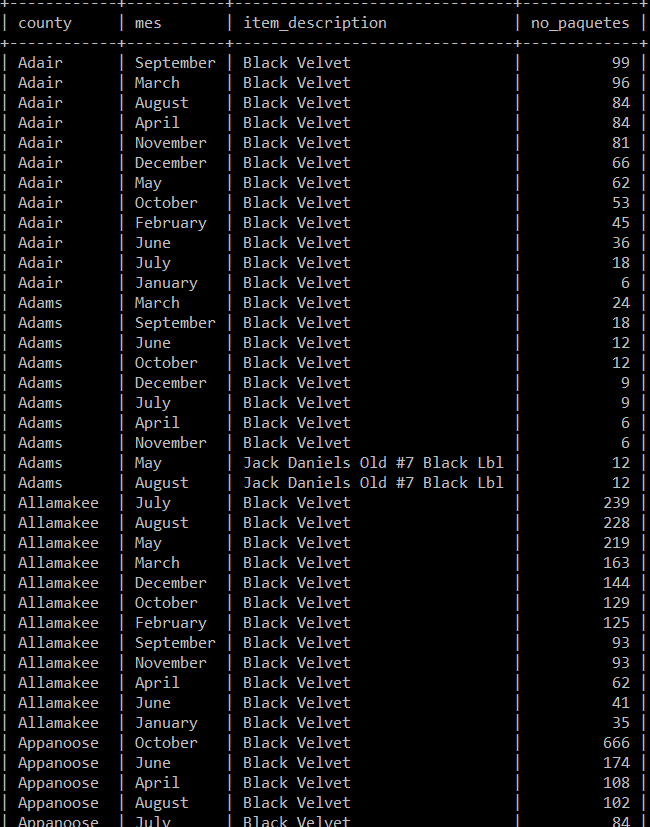 | county | mes | item_description | no_paquetes |
| Adair | September | Black Velvet | 99 |
| Adair | March | Black Velvet | 96 |
| Adair | August | Black Velvet | 84 |
| Adair | April | Black Velvet | 84 |
| Adair | November | Black Velvet | 81 |
| Adair | December | Black Velvet | 66 |
| Adair | May | Black Velvet | 62 |
| Adair | October | Black Velvet | 53 |
| Adair | February | Black Velvet | 45 |
| Adair | June | Black Velvet | 36 |
| Adair | July | Black Velvet | 18 |
| Adair | January | Black Velvet | 6 |
| Adams | March | Black Velvet | 24 |
| Adams | September | Black Velvet | 18 |
| Adams | June | Black Velvet | 12 |
| Adams | October | Black Velvet | 12 |
| Adams | December | Black Velvet | 9 |
| Adams | July | Black Velvet | 9 |
| Adams | April | Black Velvet | 6 |
| Adams | November | Black Velvet | 6 |
| Adams | May | Jack Daniels Old #7 Black Lbl | 12 |
| Adams | August | Jack Daniels Old #7 Black Lbl | 12 |
| Allamakee | July | Black Velvet | 239 |
| Allamakee | August | Black Velvet | 228 |
| Allamakee | May | Black Velvet | 219 |
| Allamakee | March | Black Velvet | 163 |
| Allamakee | December | Black Velvet | 144 |
| Allamakee | October | Black Velvet | 129 |
| Allamakee | February | Black Velvet | 125 |
| Allamakee | September | Black Velvet | 93 |
| Allamakee | November | Black Velvet | 93 |
| Allamakee | April | Black Velvet | 62 |
| Allamakee | June | Black Velvet | 41 |
| Allamakee | January | Black Velvet | 35 |
| Appanoose | October | Black Velvet | 666 |
| Appanoose | June | Black Velvet | 174 |
| Appanoose | April | Black Velvet | 108 |
| Appanoose | August | Black Velvet | 102 |
| Appanoose | July | Black Velvet | 84 |